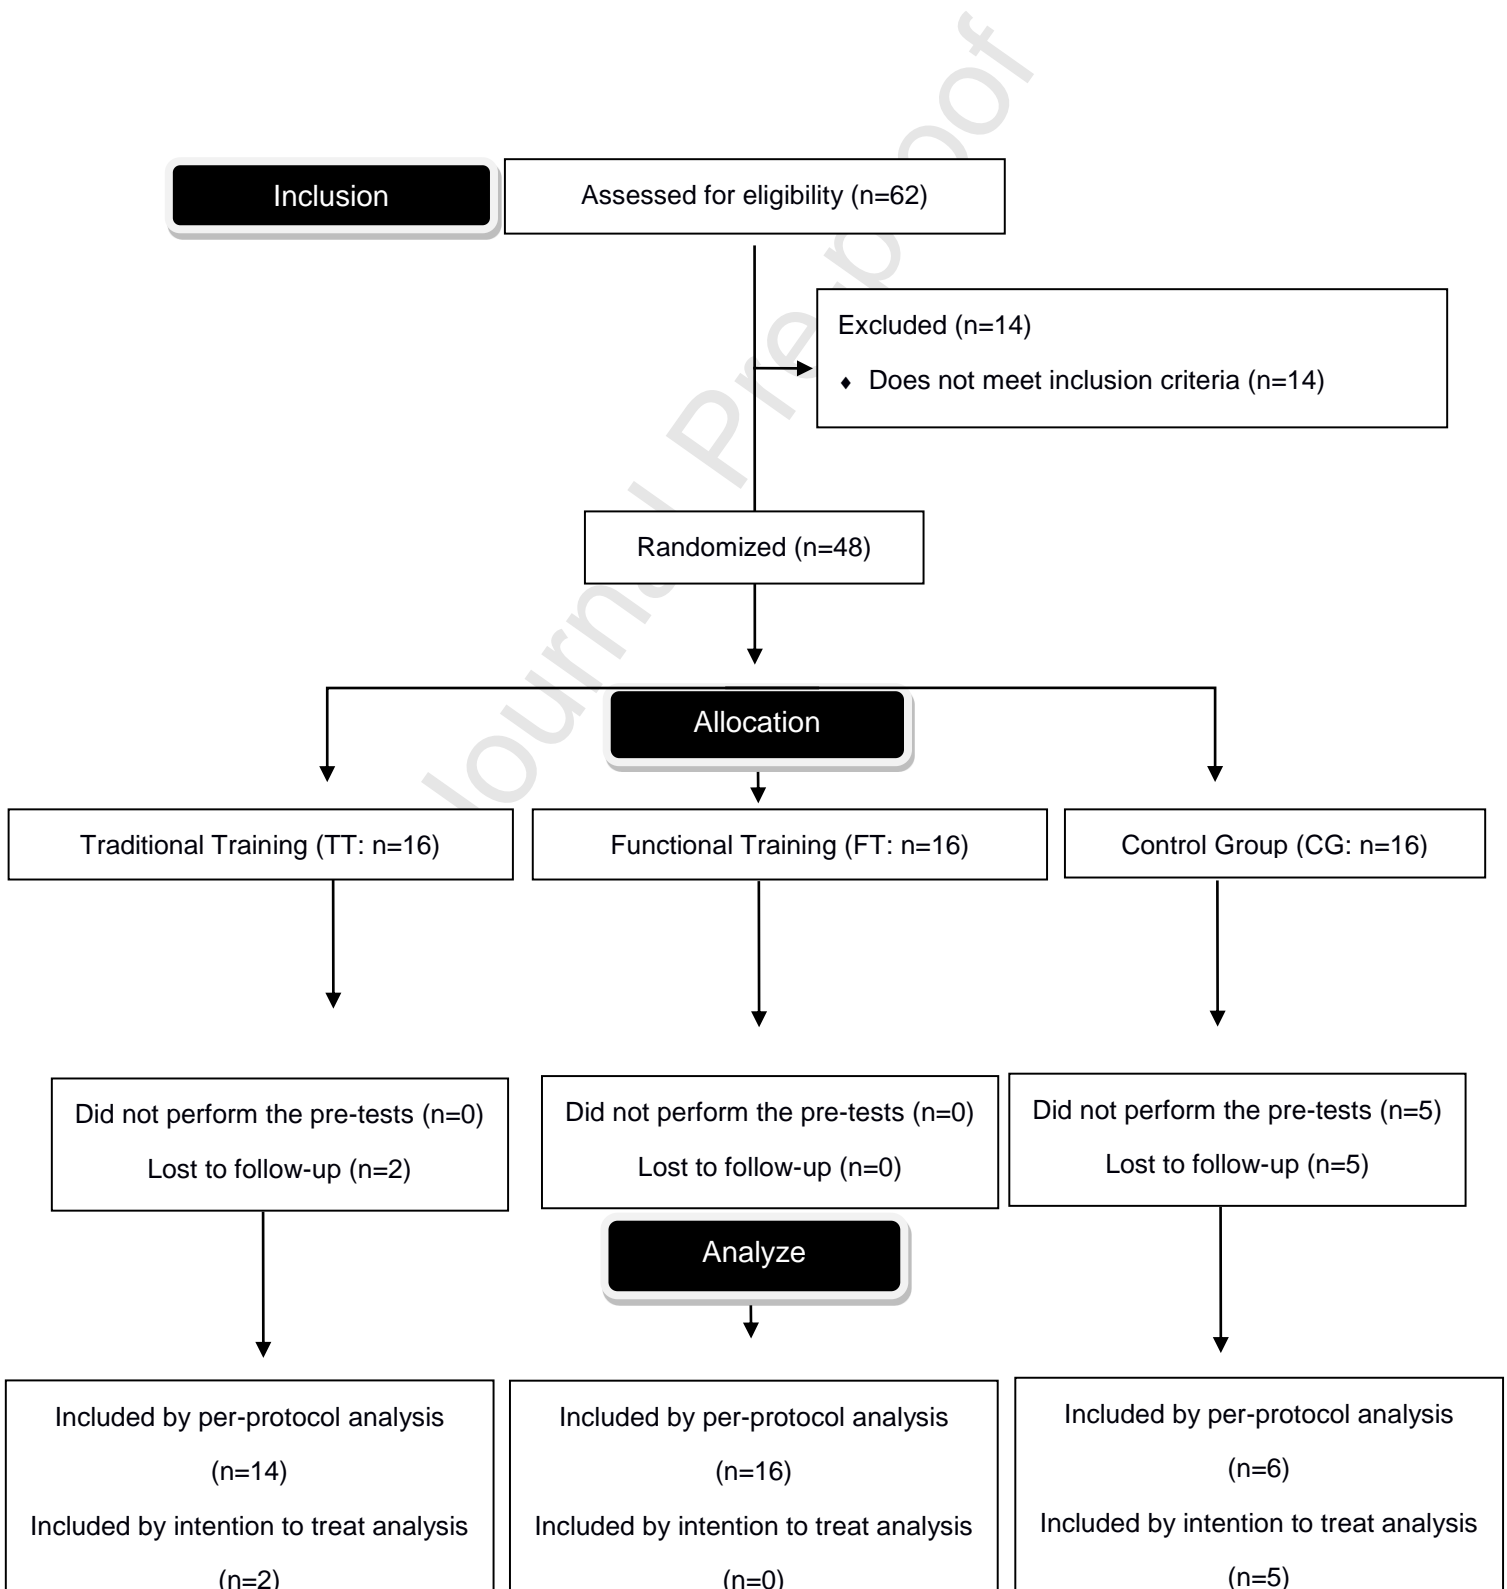 Journal Pre-proof
Inclusion
Assessed for eligibility (n=62)
Excluded (n=14)
♦ Does not meet inclusion criteria (n=14)
Randomized (n=48)
Allocation
Traditional Training (TT: n=16)
Functional Training (FT: n=16)
Control Group (CG: n=16)
Did not perform the pre-tests (n=0)
Lost to follow-up (n=2)
Did not perform the pre-tests (n=0)
Lost to follow-up (n=0)
Did not perform the pre-tests (n=5)
Lost to follow-up (n=5)
Analyze
Included by per-protocol analysis
(n=14)
Included by intention to treat analysis
(n=2)
Included by per-protocol analysis
(n=16)
Included by intention to treat analysis
(n=0)
Included by per-protocol analysis
(n=6)
Included by intention to treat analysis
(n=5)